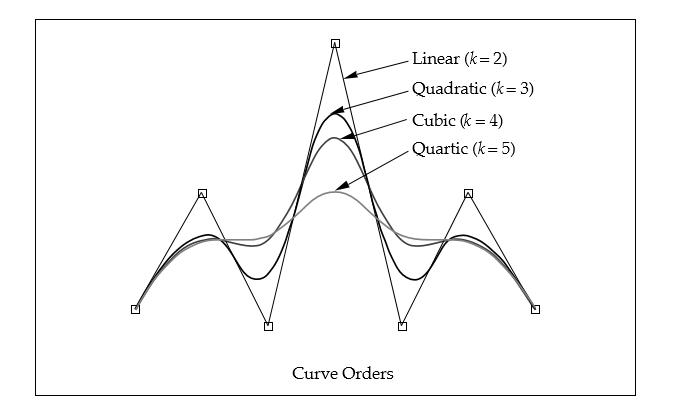 Linear (k = 2)
Quadratic (k = 3)
Cubic (k = 4)
Quartic (k = 5)
Curve Orders